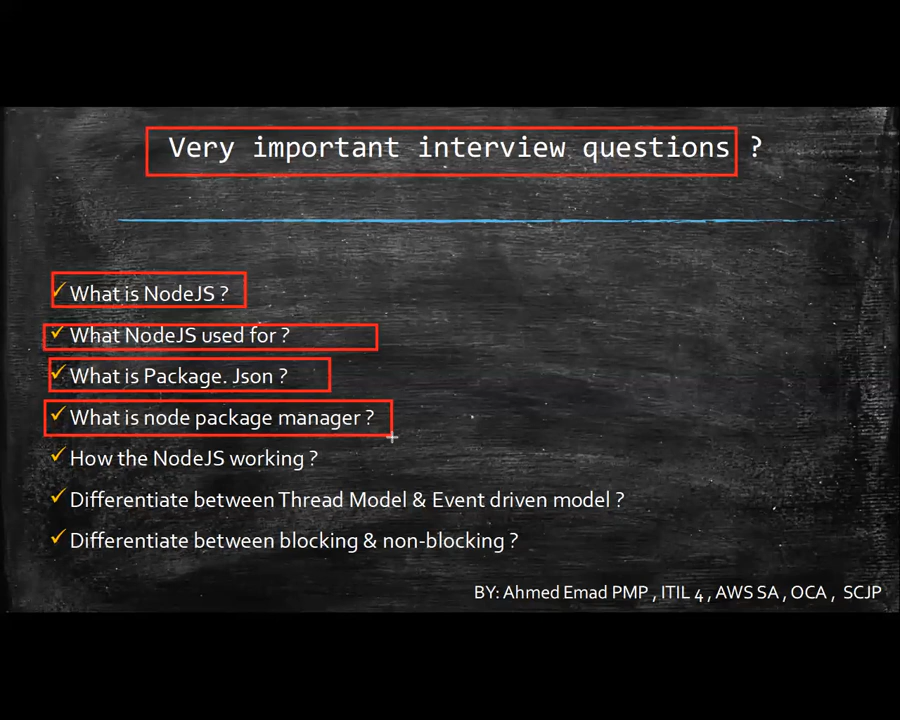 Very important interview questions ?
What is NodeJS ?
What NodeJS used for ?
What is Package. Json ?
What is node package manager ?
How the NodeJS working ?
Differentiate between Thread Model & Event driven model ?
Differentiate between blocking & non-blocking ?
BY: Ahmed Emad PMP , ITIL 4 , AWS SA , OCA , SCJP